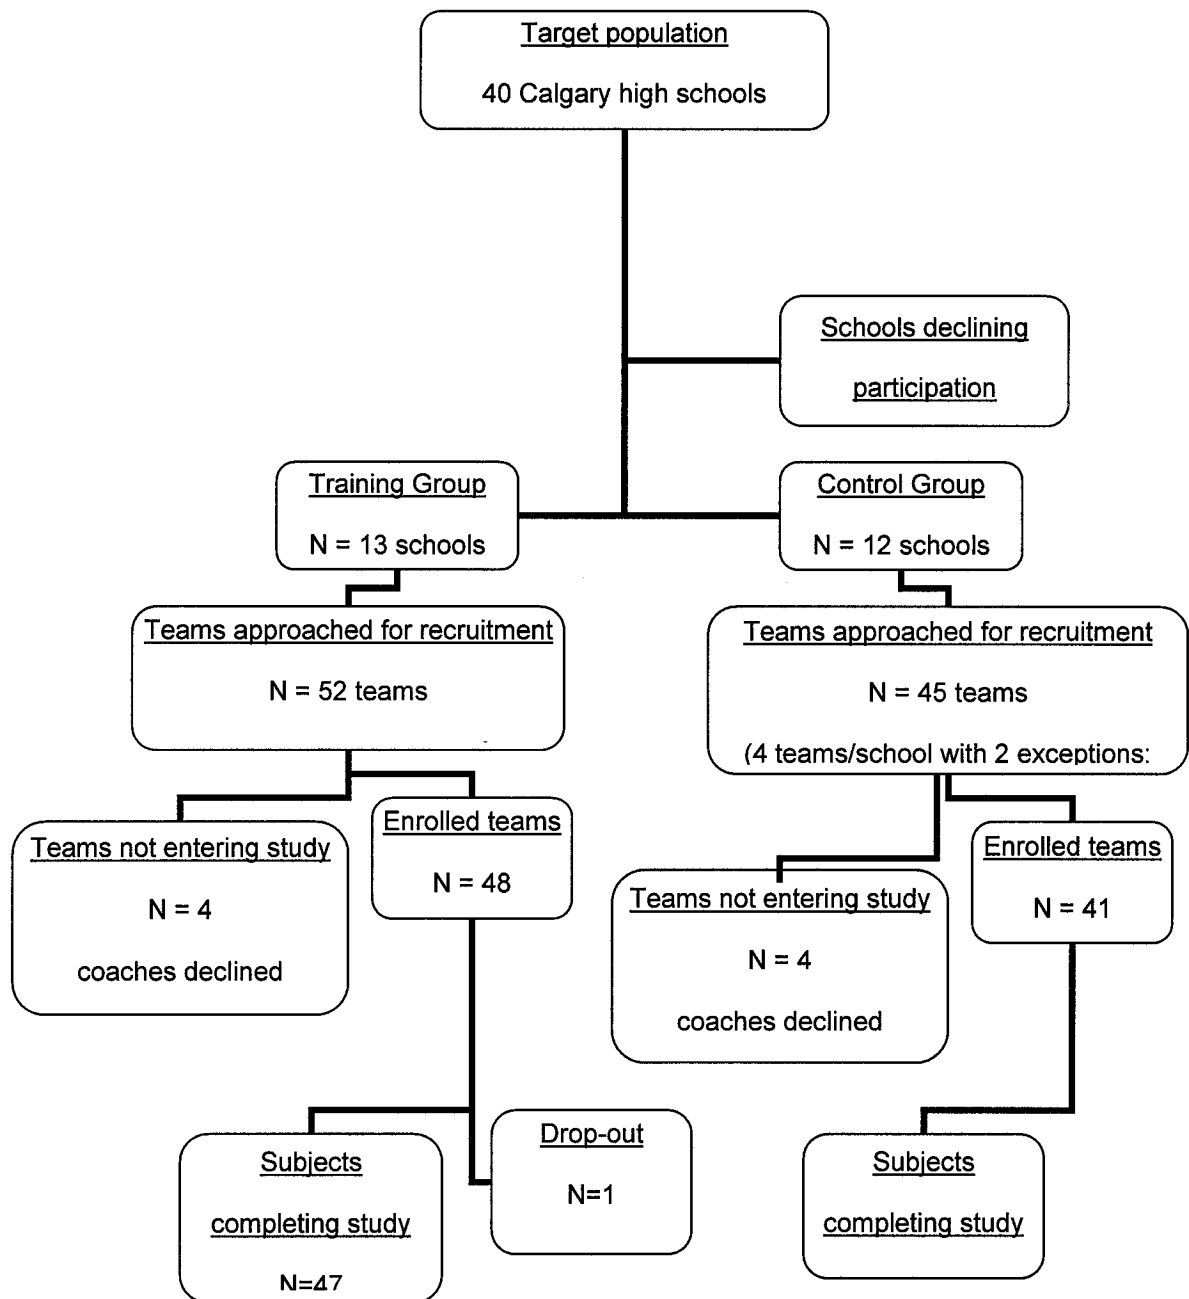 Target population
40 Calgary high schools
Schools declining
participation
Training Group
N = 13 schools
Control Group
N = 12 schools
Teams approached for recruitment
N = 52 teams
Teams approached for recruitment
N = 45 teams
(4 teams/school with 2 exceptions:
Teams not entering study
N = 4
coaches declined
Enrolled teams
N = 48
Teams not entering study
N = 4
coaches declined
Enrolled teams
N = 41
Subjects
completing study
N=47
Drop-out
N=1
Subjects
completing study